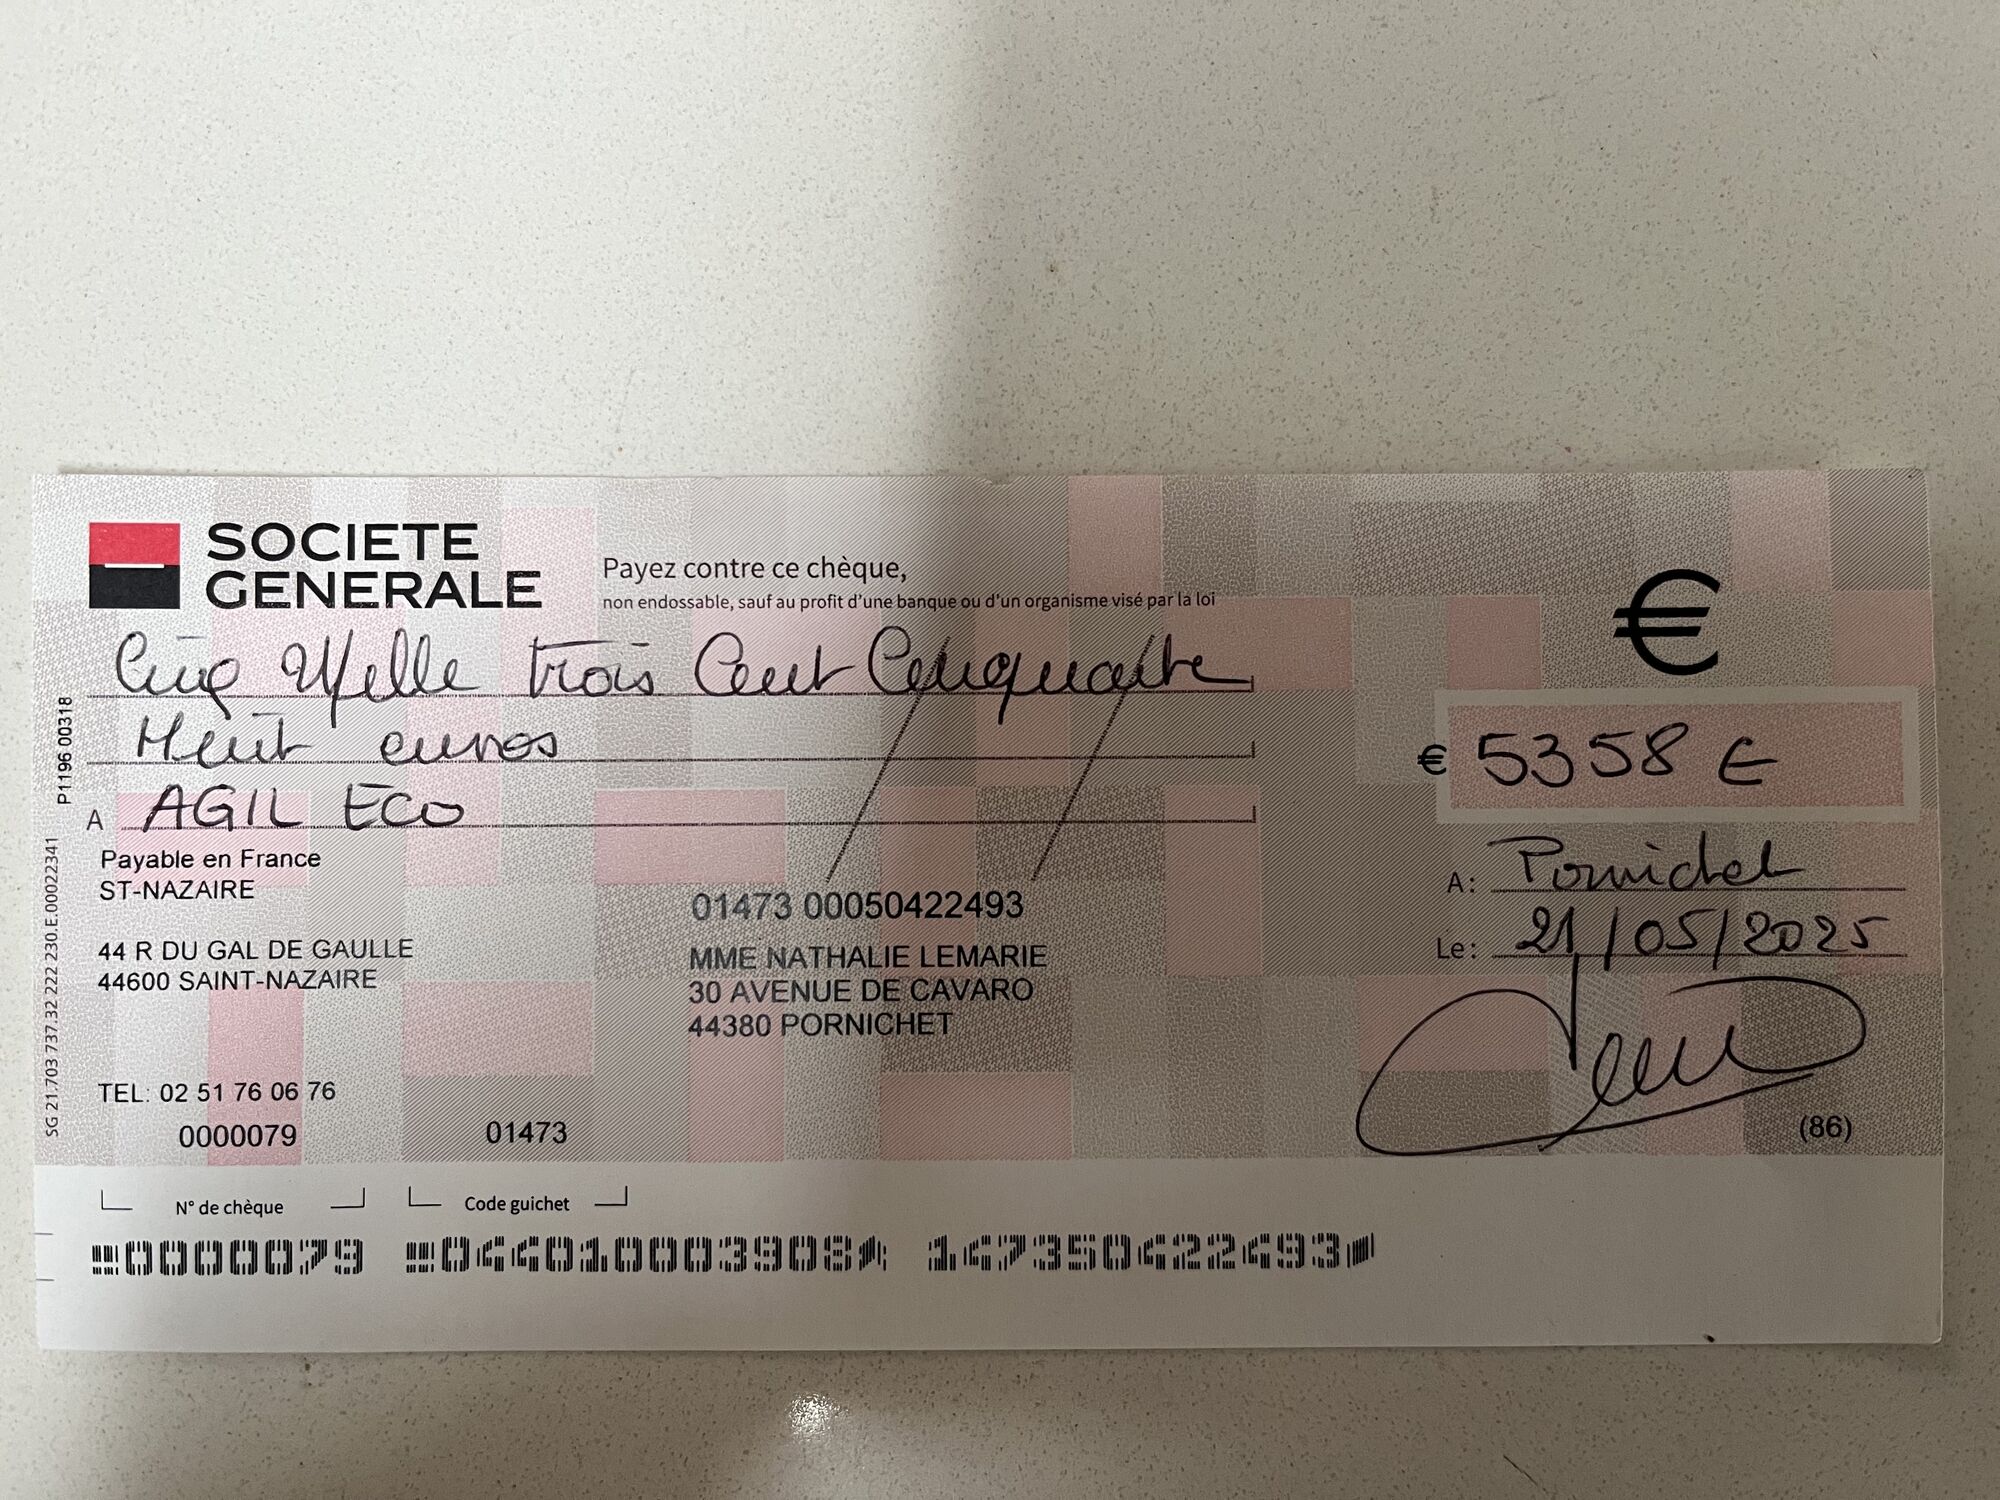 SOCIETE
GENERALE
Payez contre ce chèque,
non endossable, sauf au profit d'une banque ou d'un organisme visé par la loi
€
Cinq Mille trois Cent Cinquante
Huit euros
€ 5358 €
A AGIL ECO
Payable en France
ST-NAZAIRE
44 R DU GAL DE GAULLE
44600 SAINT-NAZAIRE
TEL: 02 51 76 06 76
01473 00050422493
MME NATHALIE LEMARIE
30 AVENUE DE CAVARO
44380 PORNICHET
A: Pornichet
Le: 21/05/2025
(86)
0000079 01473
N° de chèque Code guichet
0000079 044010003908 147350422493
P1196 00318
SG 21.703 737.32 222 230.E.00022341